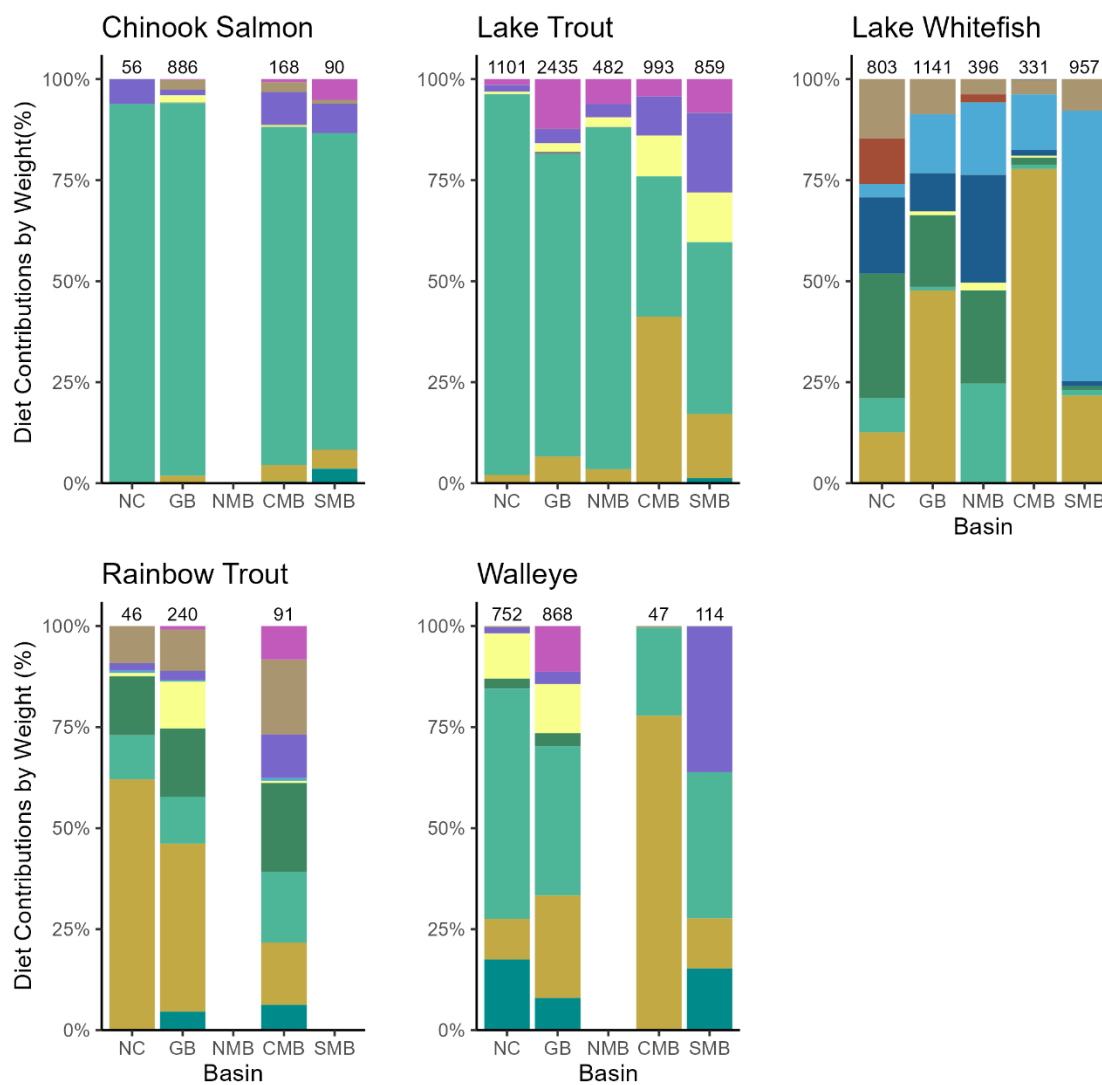 Chinook Salmon
Lake Trout
Lake Whitefish
56 886 168 90
1101 2435 482 993 859
803 1141 396 331 957
Diet Contributions by Weight(%)
100%
75%
50%
25%
0%
100%
75%
50%
25%
0%
100%
75%
50%
25%
0%
NC GB NMB CMB SMB
NC GB NMB CMB SMB
NC GB NMB CMB SMB
Basin
Rainbow Trout
Walleye
46 240 91
752 868 47 114
Diet Contributions by Weight (%)
100%
75%
50%
25%
0%
100%
75%
50%
25%
0%
NC GB NMB CMB SMB
NC GB NMB CMB SMB
Basin
Basin